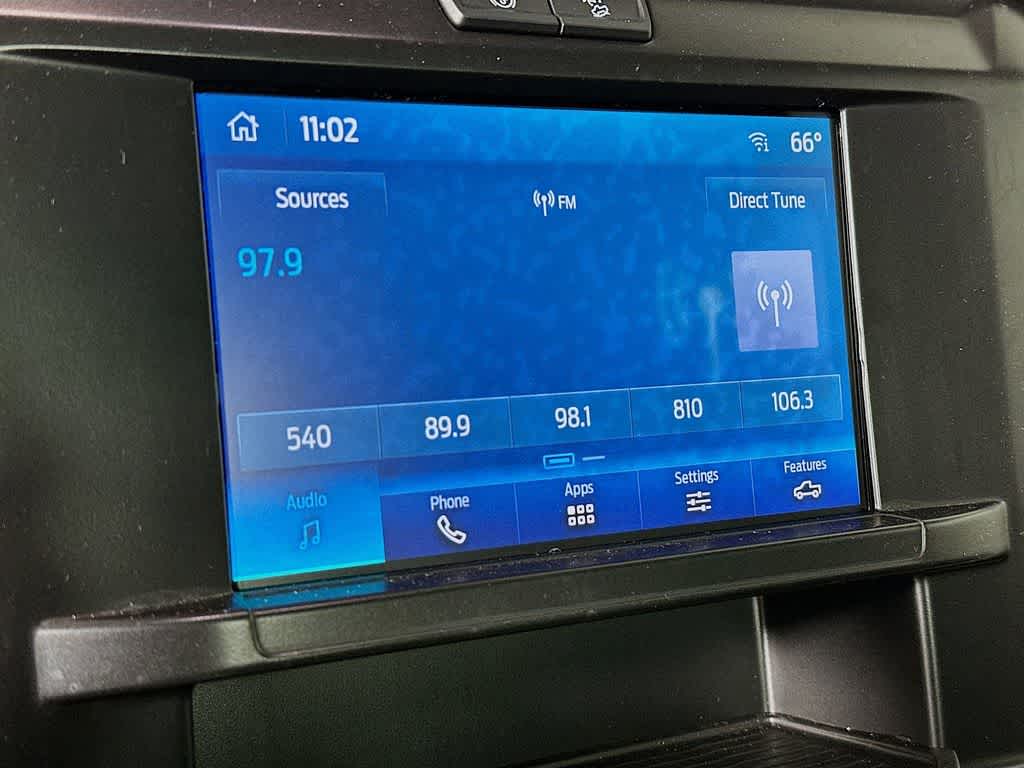 11:02 66°
Sources FM Direct Tune
97.9
540 89.9 98.1 810 106.3
Audio Phone Apps Settings Features